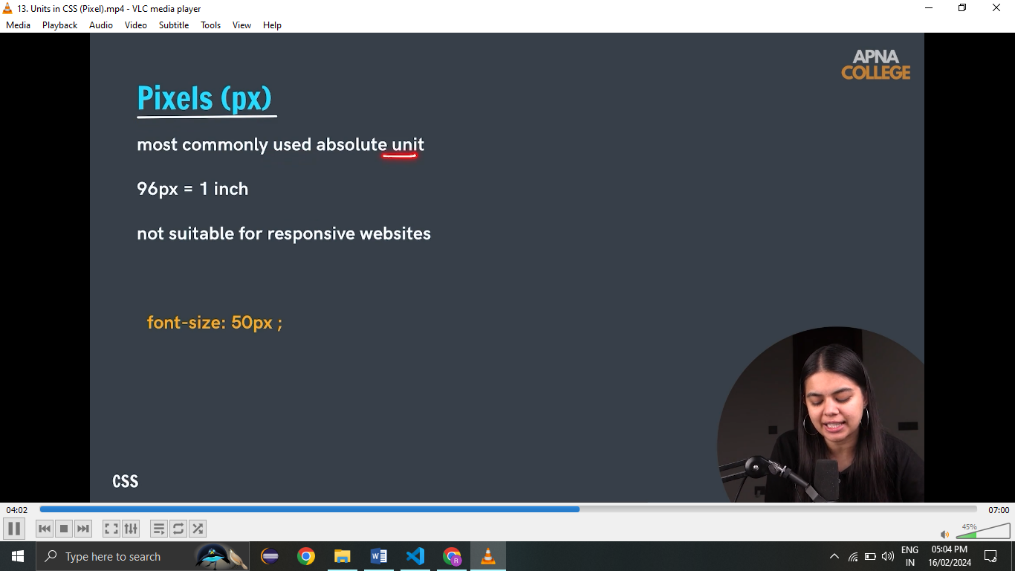 13. Units in CSS (Pixel).mp4 - VLC media player
Media Playback Audio Video Subtitle Tools View Help
APNA
COLLEGE
Pixels (px)
most commonly used absolute unit
96px = 1 inch
not suitable for responsive websites
font-size: 50px ;
CSS
04:02 07:00
45%
Type here to search
ENG 05:04 PM
IN 16/02/2024